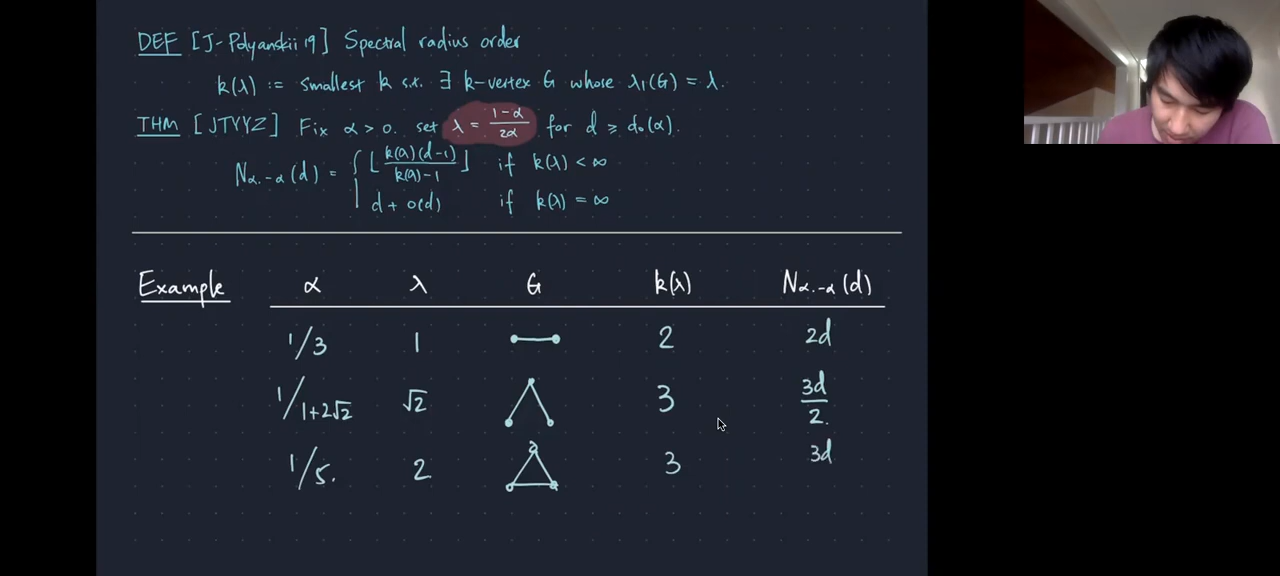 DEF [J-Polyanskii 19] Spectral radius order
k(λ) := smallest k s.t. ∃ k-vertex G whose λ₁(G) = λ.
THM [JTYYZ] Fix α > 0. set λ = (1-α)/(2α) for d ≥ d₀(α).
Nα,-α(d) = { ⌊k(λ)(d-1)/(k(λ)-1)⌋ if k(λ) < ∞
d + o(d) if k(λ) = ∞
Example α λ G k(λ) Nα,-α(d)
1/3 1 2 2d
1/1+2√2 √2 3 3d/2.
1/5. 2 3 3d